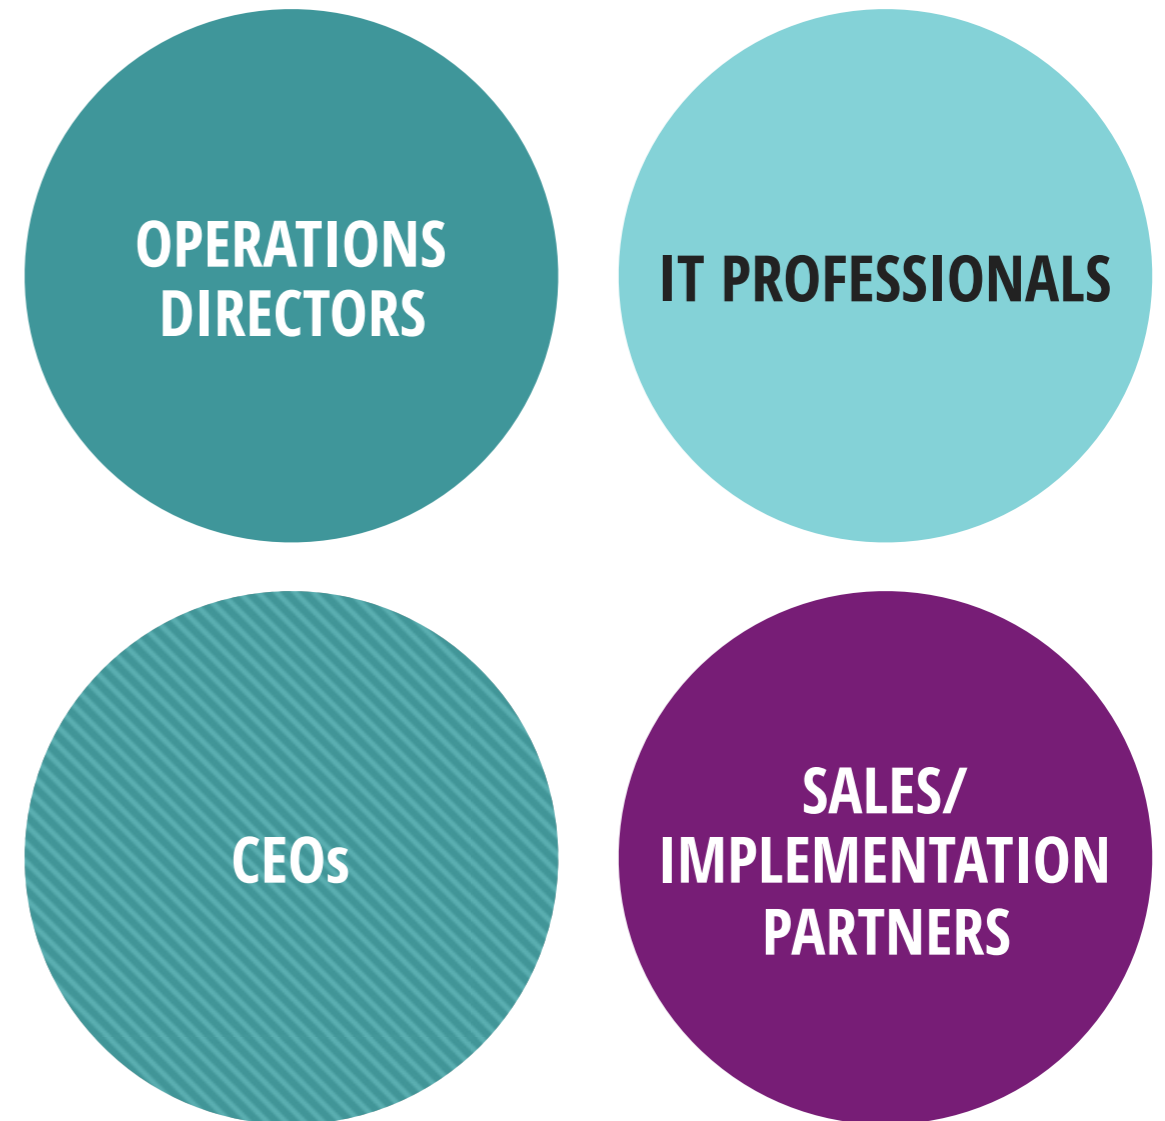 OPERATIONS
DIRECTORS
IT PROFESSIONALS
CEOs
SALES/
IMPLEMENTATION
PARTNERS